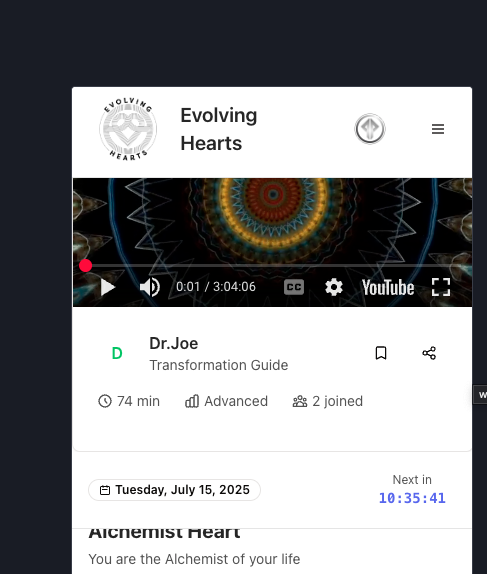 EVOLVING
HEARTS
Evolving
Hearts
0:01 / 3:04:06
CC
YouTube
D
Dr.Joe
Transformation Guide
74 min
Advanced
2 joined
w
Tuesday, July 15, 2025
Next in
10:35:41
Alchemist Heart
You are the Alchemist of your life